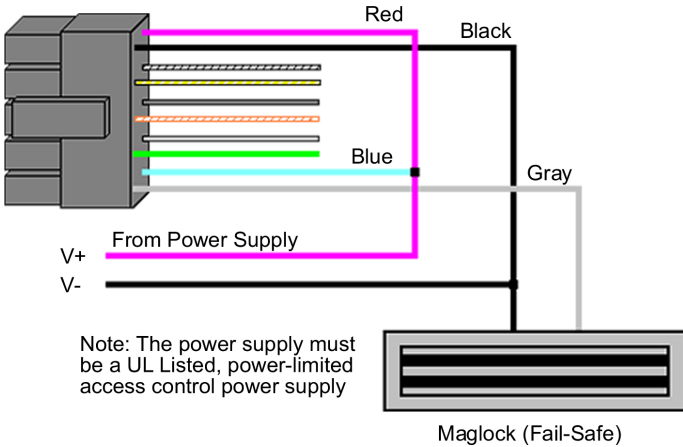 Red
Black
Blue
Gray
From Power Supply
V+
V-
Note: The power supply must
be a UL Listed, power-limited
access control power supply
Maglock (Fail-Safe)